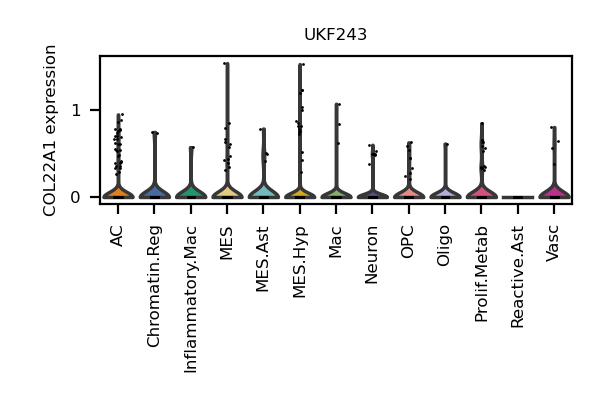 UKF243
COL22A1 expression
1
0
AC
Chromatin.Reg
Inflammatory.Mac
MES
MES.Ast
MES.Hyp
Mac
Neuron
OPC
Oligo
Prolif.Metab
Reactive.Ast
Vasc